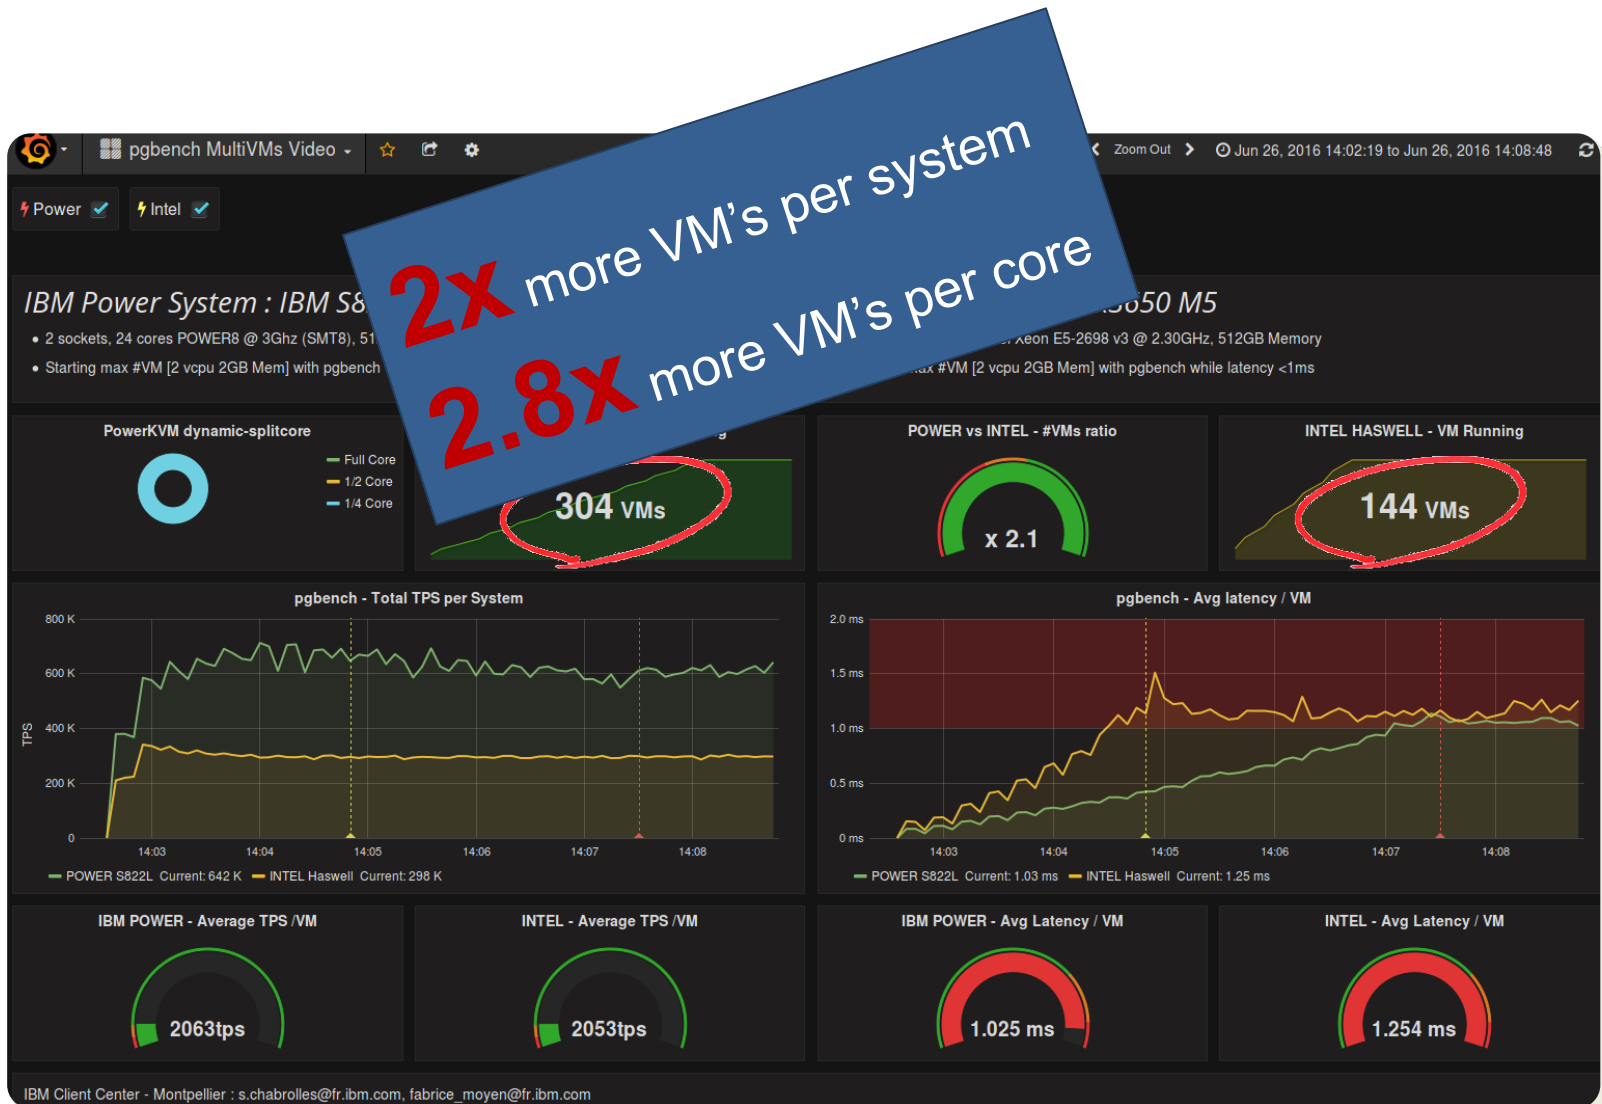 2x more VM's per system
2.8x more VM's per core
pgbench MultiVMs Video
Zoom Out
Jun 26, 2016 14:02:19 to Jun 26, 2016 14:08:48
Power
Intel
IBM Power System : IBM S8
3650 M5
2 sockets, 24 cores POWER8 @ 3Ghz (SMT8), 51
Xeon E5-2698 v3 @ 2.30GHz, 512GB Memory
Starting max #VM [2 vcpu 2GB Mem] with pgbench
#VM [2 vcpu 2GB Mem] with pgbench while latency <1ms
PowerKVM dynamic-splitcore
Full Core
1/2 Core
1/4 Core
304 VMs
POWER vs INTEL - #VMs ratio
x 2.1
INTEL HASWELL - VM Running
144 VMs
pgbench - Total TPS per System
800 K
600 K
400 K
200 K
0
TPS
14:03 14:04 14:05 14:06 14:07 14:08
POWER S822L Current: 642 K INTEL Haswell Current: 298 K
pgbench - Avg latency / VM
2.0 ms
1.5 ms
1.0 ms
0.5 ms
0 ms
14:03 14:04 14:05 14:06 14:07 14:08
POWER S822L Current: 1.03 ms INTEL Haswell Current: 1.25 ms
IBM POWER - Average TPS /VM
2063tps
INTEL - Average TPS /VM
2053tps
IBM POWER - Avg Latency / VM
1.025 ms
INTEL - Avg Latency / VM
1.254 ms
IBM Client Center - Montpellier : s.chabrolles@fr.ibm.com, fabrice_moyen@fr.ibm.com